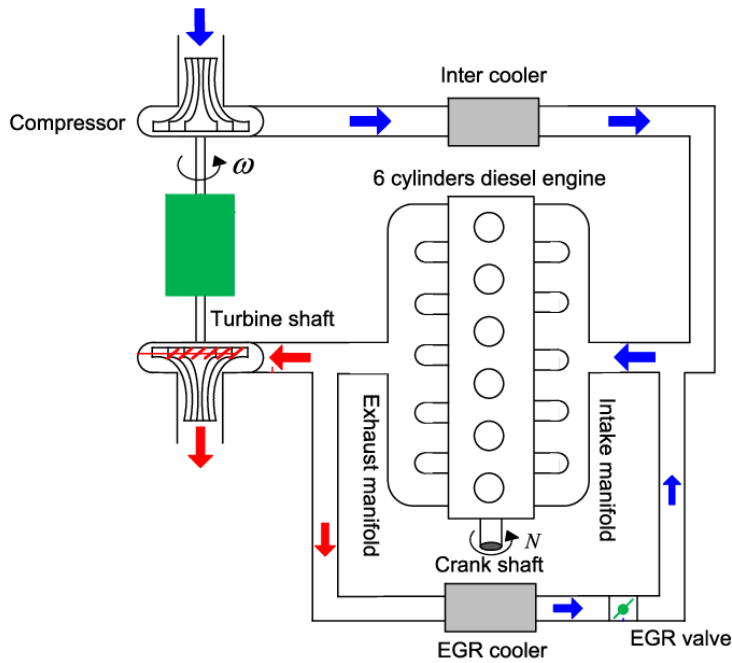 Inter cooler
Compressor
ω
6 cylinders diesel engine
Turbine shaft
Exhaust manifold
Intake manifold
N
Crank shaft
EGR valve
EGR cooler